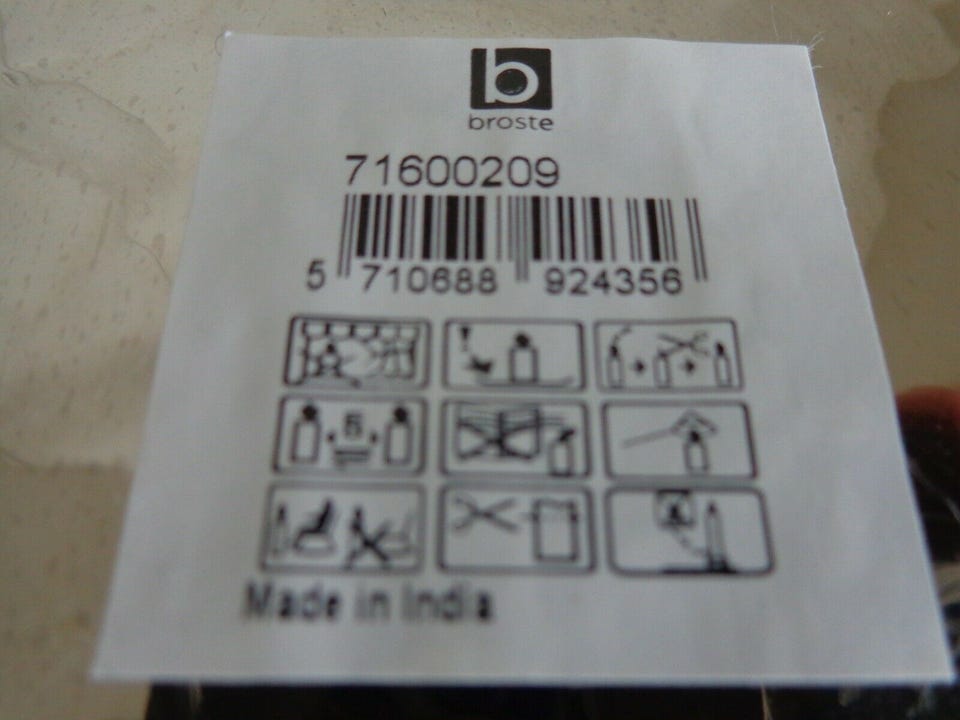 b
broste
71600209
5 710688 924356
Made in India